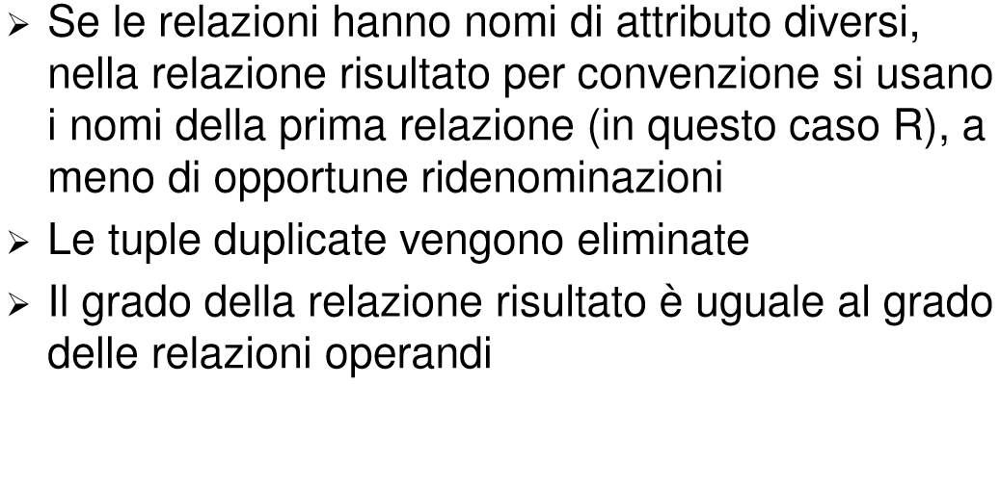 ➢ Se le relazioni hanno nomi di attributo diversi,
nella relazione risultato per convenzione si usano
i nomi della prima relazione (in questo caso R), a
meno di opportune ridenominazioni
➢ Le tuple duplicate vengono eliminate
➢ Il grado della relazione risultato è uguale al grado
delle relazioni operandi